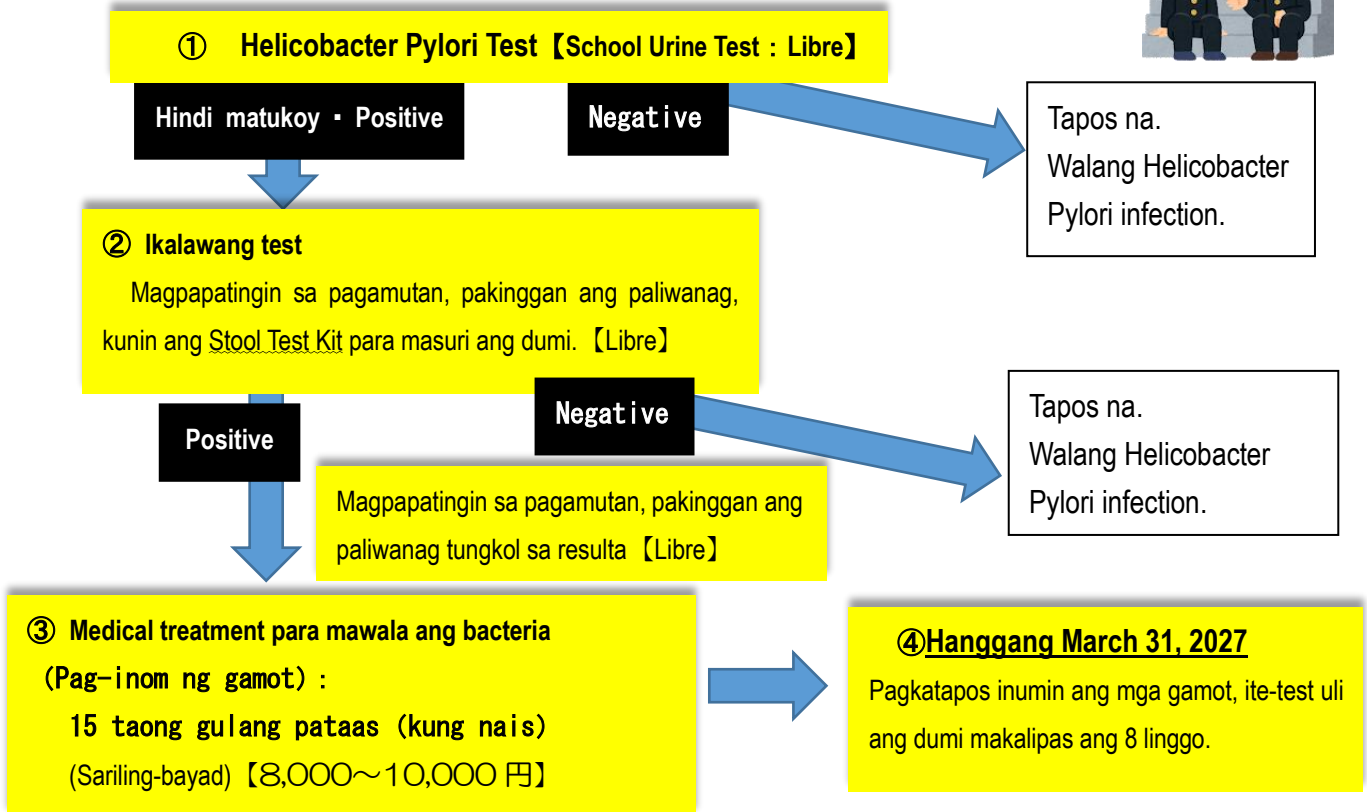 ① Helicobacter Pylori Test【School Urine Test : Libre】
Hindi matukoy ・ Positive
Negative
Tapos na.
Walang Helicobacter
Pylori infection.
② Ikalawang test
Magpapatingin sa pagamutan, pakinggan ang paliwanag,
kunin ang Stool Test Kit para masuri ang dumi.【Libre】
Positive
Negative
Tapos na.
Walang Helicobacter
Pylori infection.
Magpapatingin sa pagamutan, pakinggan ang
paliwanag tungkol sa resulta【Libre】
③ Medical treatment para mawala ang bacteria
(Pag-inom ng gamot) :
15 taong gulang pataas (kung nais)
(Sariling-bayad)【8,000～10,000 円】
④Hanggang March 31, 2027
Pagkatapos inumin ang mga gamot, ite-test uli
ang dumi makalipas ang 8 linggo.